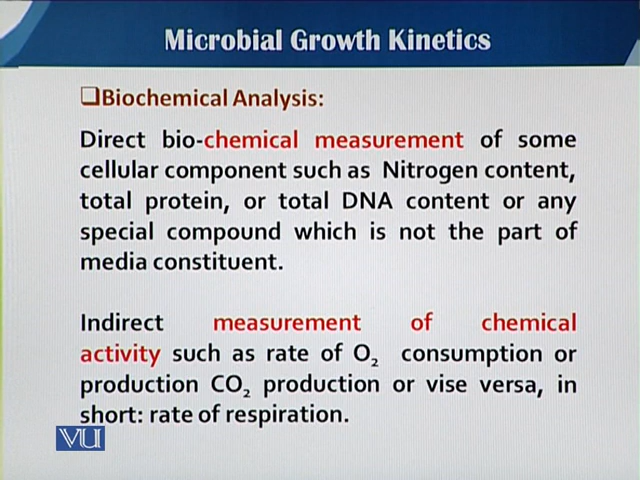 Microbial Growth Kinetics
❑Biochemical Analysis:
Direct bio-chemical measurement of some
cellular component such as Nitrogen content,
total protein, or total DNA content or any
special compound which is not the part of
media constituent.
Indirect measurement of chemical
activity such as rate of O₂ consumption or
production CO₂ production or vise versa, in
short: rate of respiration.
VU